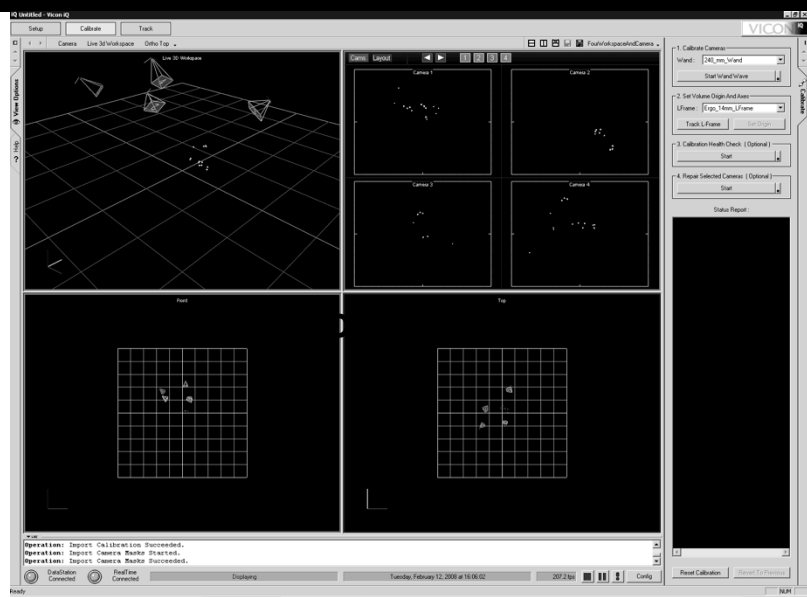 iQ Untitled - Vicon iQ
Setup Calibrate Track
VICON iQ
Camera Live 3d Workspace Ortho Top
FourWorkspaceAndCamera
View Options
Help
Live 3D Workspace
Cams Layout 1 2 3 4
Camera 1 Camera 2
Camera 3 Camera 4
Front Top
Calibrate
1. Calibrate Cameras
Wand : 240_mm_Wand
Start Wand Wave
2. Set Volume Origin And Axes
LFrame : Ergo_14mm_LFrame
Track L-Frame Set Origin
3. Calibration Health Check ( Optional )
Start
4. Repair Selected Cameras ( Optional )
Start
Status Report :
Reset Calibration Revert To Previous
Operation: Import Calibration Succeeded.
Operation: Import Camera Masks Started.
Operation: Import Camera Masks Succeeded.
DataStation Connected RealTime Connected Displaying Tuesday, February 12, 2008 at 16:06:02 207.2 fps Config
Ready NUM